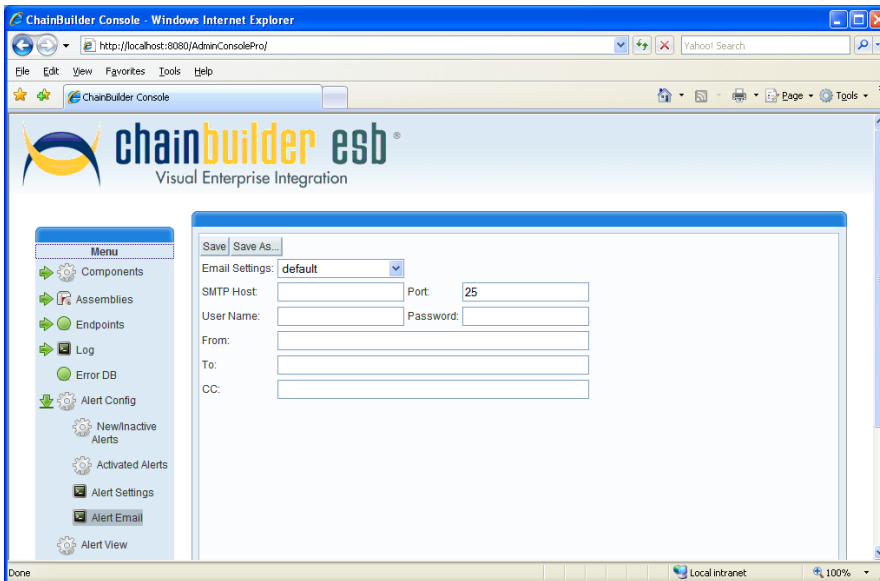 ChainBuilder Console - Windows Internet Explorer
http://localhost:8080/AdminConsolePro/
Yahoo! Search
File Edit View Favorites Tools Help
ChainBuilder Console
Page Tools
chainbuilder esb ®
Visual Enterprise Integration
Menu
Components
Assemblies
Endpoints
Log
Error DB
Alert Config
New/Inactive
Alerts
Activated Alerts
Alert Settings
Alert Email
Alert View
Save Save As...
Email Settings: default
SMTP Host: Port: 25
User Name: Password:
From:
To:
CC:
Done Local intranet 100%